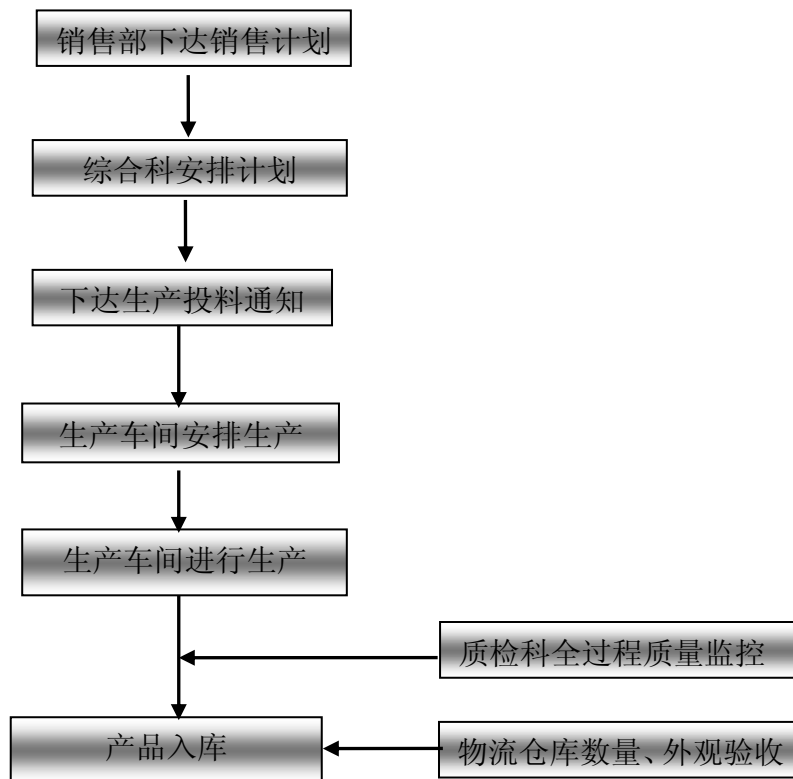 销售部下达销售计划
综合科安排计划
下达生产投料通知
生产车间安排生产
生产车间进行生产
质检科全过程质量监控
产品入库
物流仓库数量、外观验收